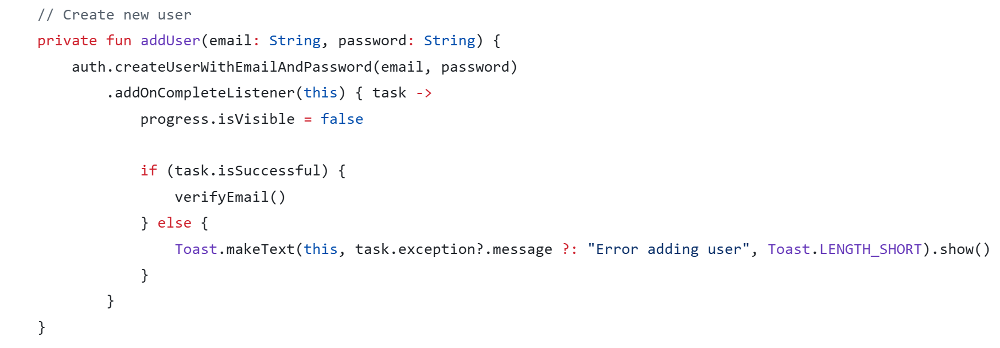 // Create new user
private fun addUser(email: String, password: String) {
    auth.createUserWithEmailAndPassword(email, password)
        .addOnCompleteListener(this) { task ->
            progress.isVisible = false

            if (task.isSuccessful) {
                verifyEmail()
            } else {
                Toast.makeText(this, task.exception?.message ?: "Error adding user", Toast.LENGTH_SHORT).show()
            }
        }
}